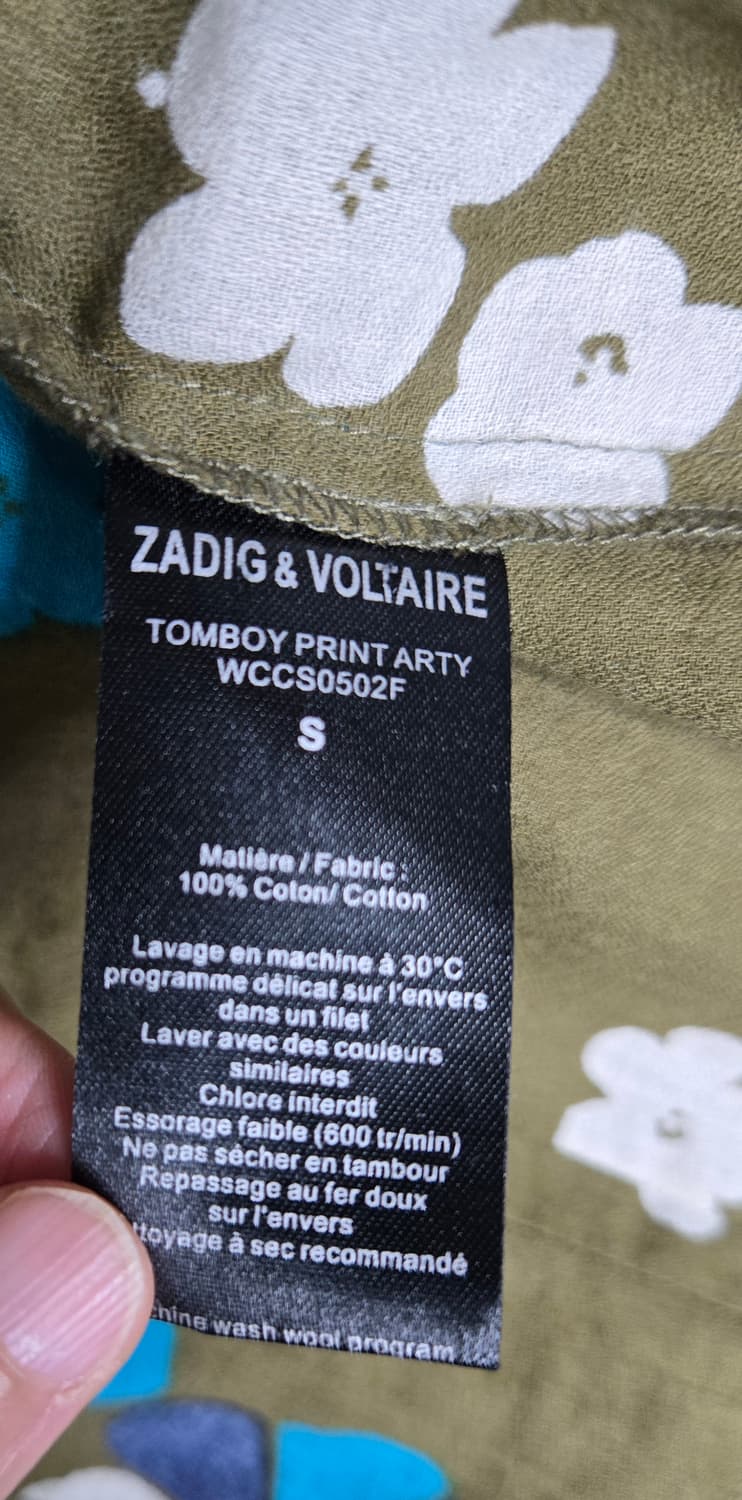 ZADIG & VOLTAIRE
TOMBOY PRINT ARTY
WCCS0502F
S
Matière / Fabric :
100% Coton/ Cotton
Lavage en machine à 30°C
programme délicat sur l'envers
dans un filet
Laver avec des couleurs
similaires
Chlore interdit
Essorage faible (600 tr/min)
Ne pas sécher en tambour
Repassage au fer doux
sur l'envers
à sec recommandé
wash wool program